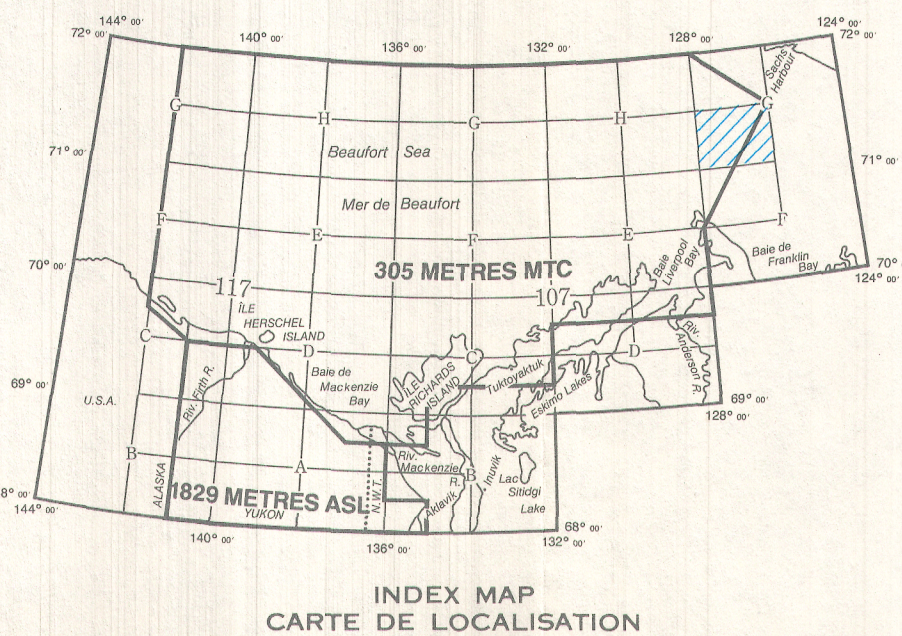 144° 00'
72° 00'
140° 00'
136° 00'
132° 00'
128° 00'
124° 00'
72° 00'
Sachs
Harbour
G
H
G
H
G
71° 00'
Beaufort Sea
71° 00'
Mer de Beaufort
F
E
F
E
F
70° 00'
305 METRES MTC
Baie
Liverpool
Bay
Baie de
Franklin
Bay
124° 00'
117
107
ÎLE
HERSCHEL
ISLAND
C
D
C
D
Riv.
Anderson R.
69° 00'
Riv. Firth R.
Baie de
Mackenzie
Bay
ÎLE
RICHARDS
ISLAND
Tuktoyaktuk
Eskimo Lakes
69° 00'
128° 00'
U.S.A.
B
A
B
Riv.
Mackenzie
R.
Inuvik
Lac
Sitidgi
Lake
ALASKA
1829 METRES ASL
YUKON
N.W.T.
Aklavik
8° 00'
144° 00'
140° 00'
136° 00'
68° 00'
132° 00'
INDEX MAP
CARTE DE LOCALISATION